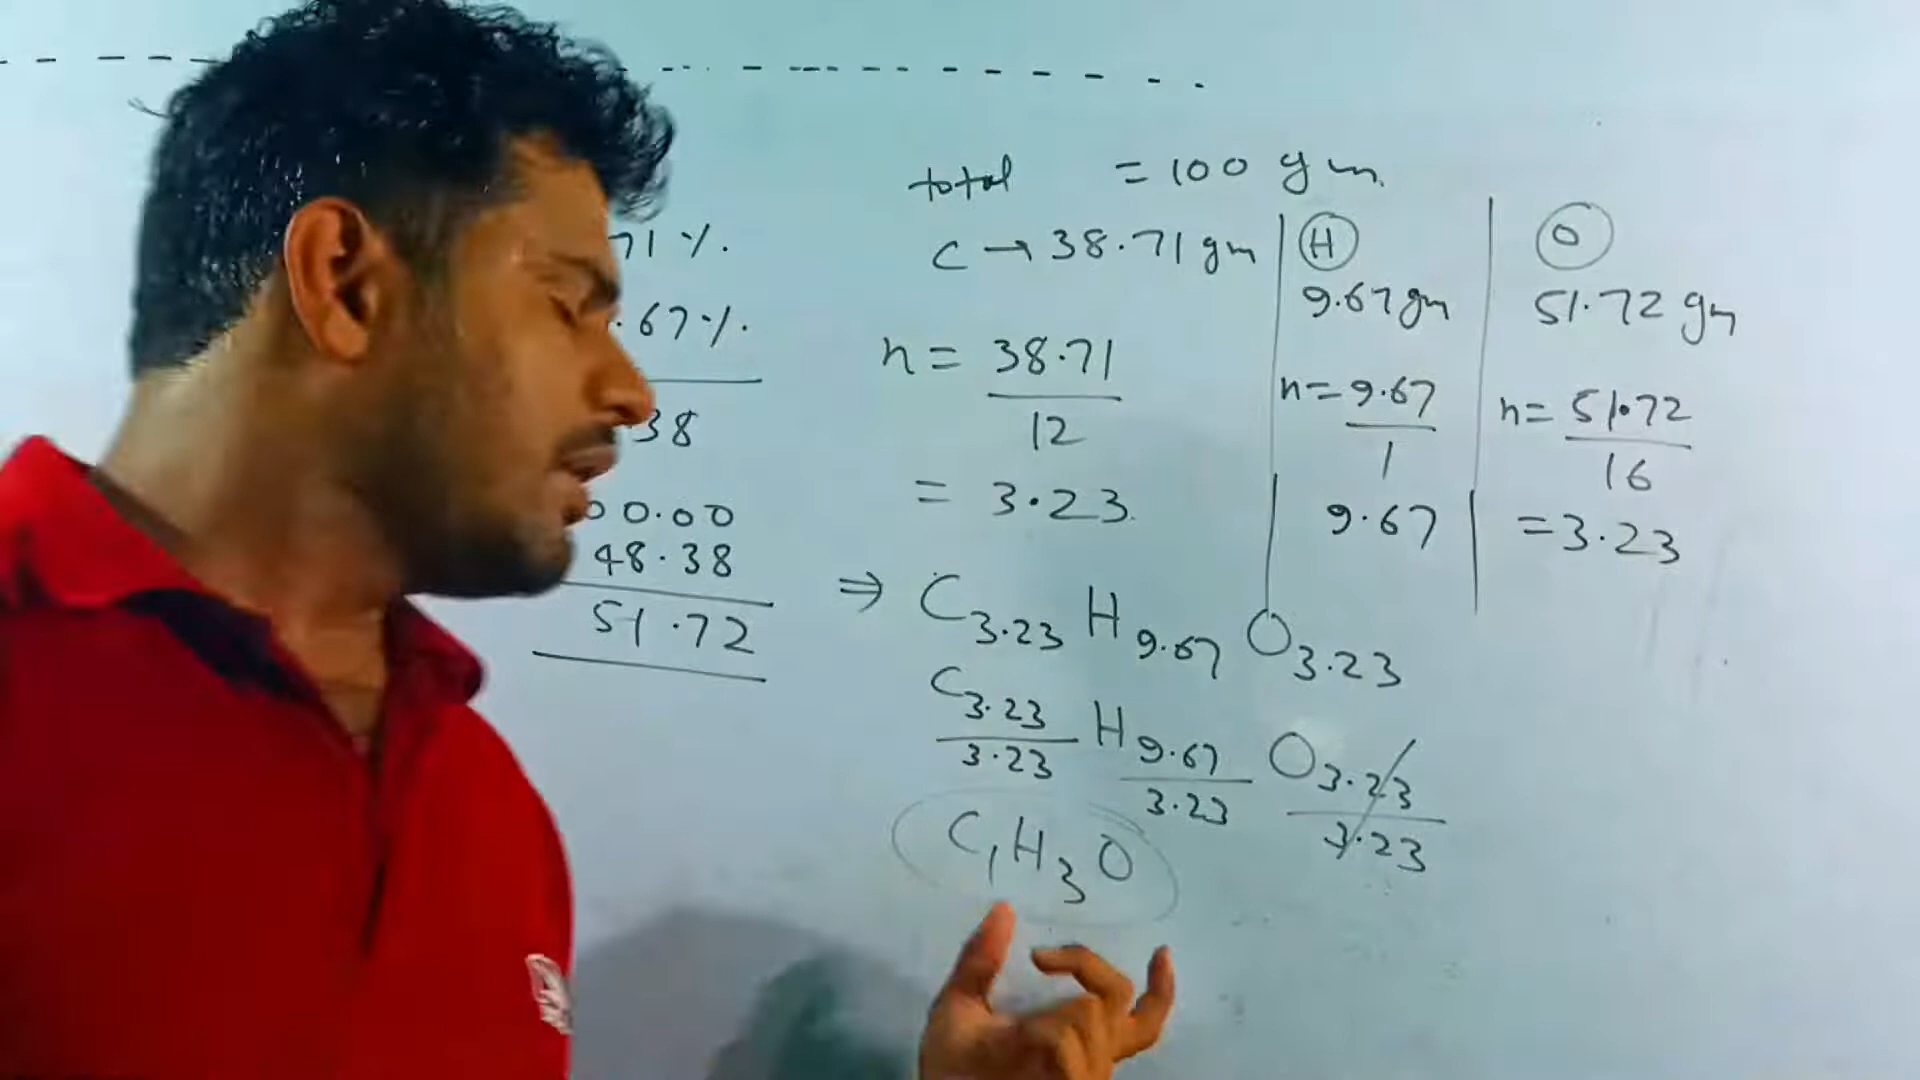 71 %.
.67 %.
38
00.00
48.38
51.72
total = 100 gm.
C → 38.71 gm
n = 38.71
12
= 3.23
H
9.67 gm
n = 9.67
1
9.67
O
51.72 gm
n = 51.72
16
= 3.23
⇒ C3.23 H9.67 O3.23
C3.23/3.23 H9.67/3.23 O3.23/3.23
C1H3O